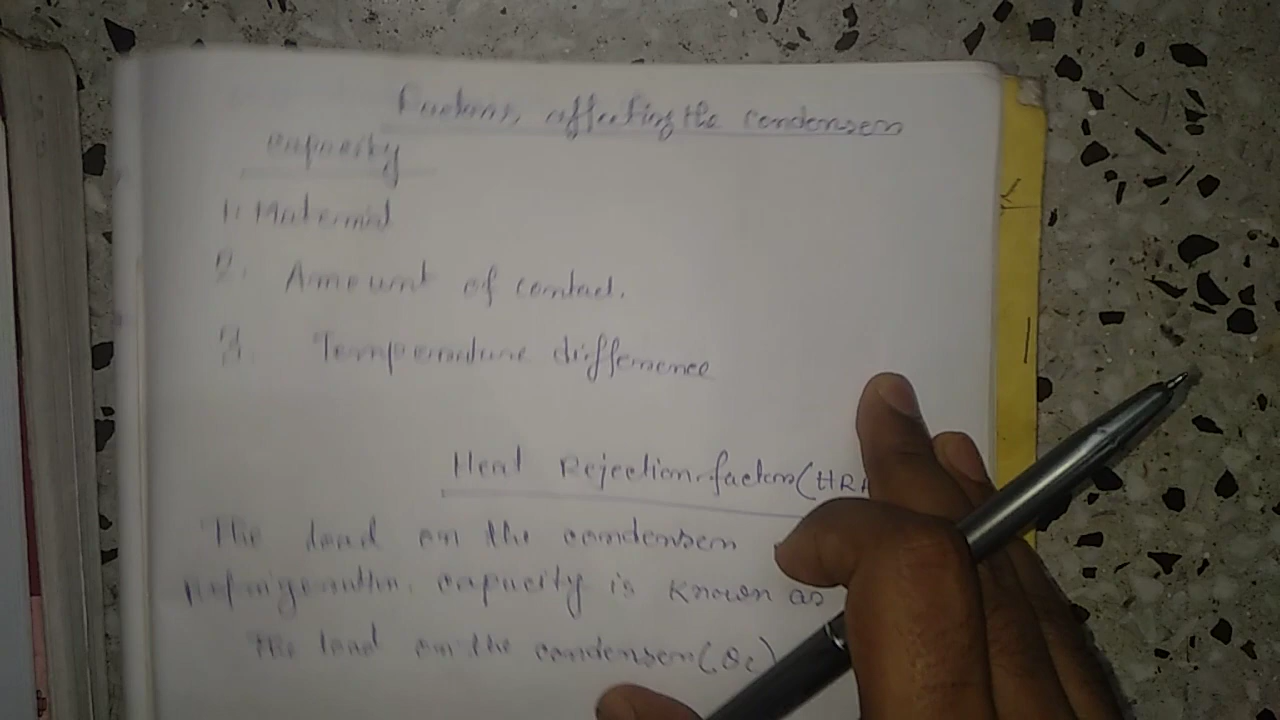 Factors, affecting the condenser
capacity
1. Material
2. Amount of contact.
3. Temperature difference
Heat Rejection factors (HR
The load on the condenser
Refrigeration. capacity is known as
The load on the condenser (Qc)